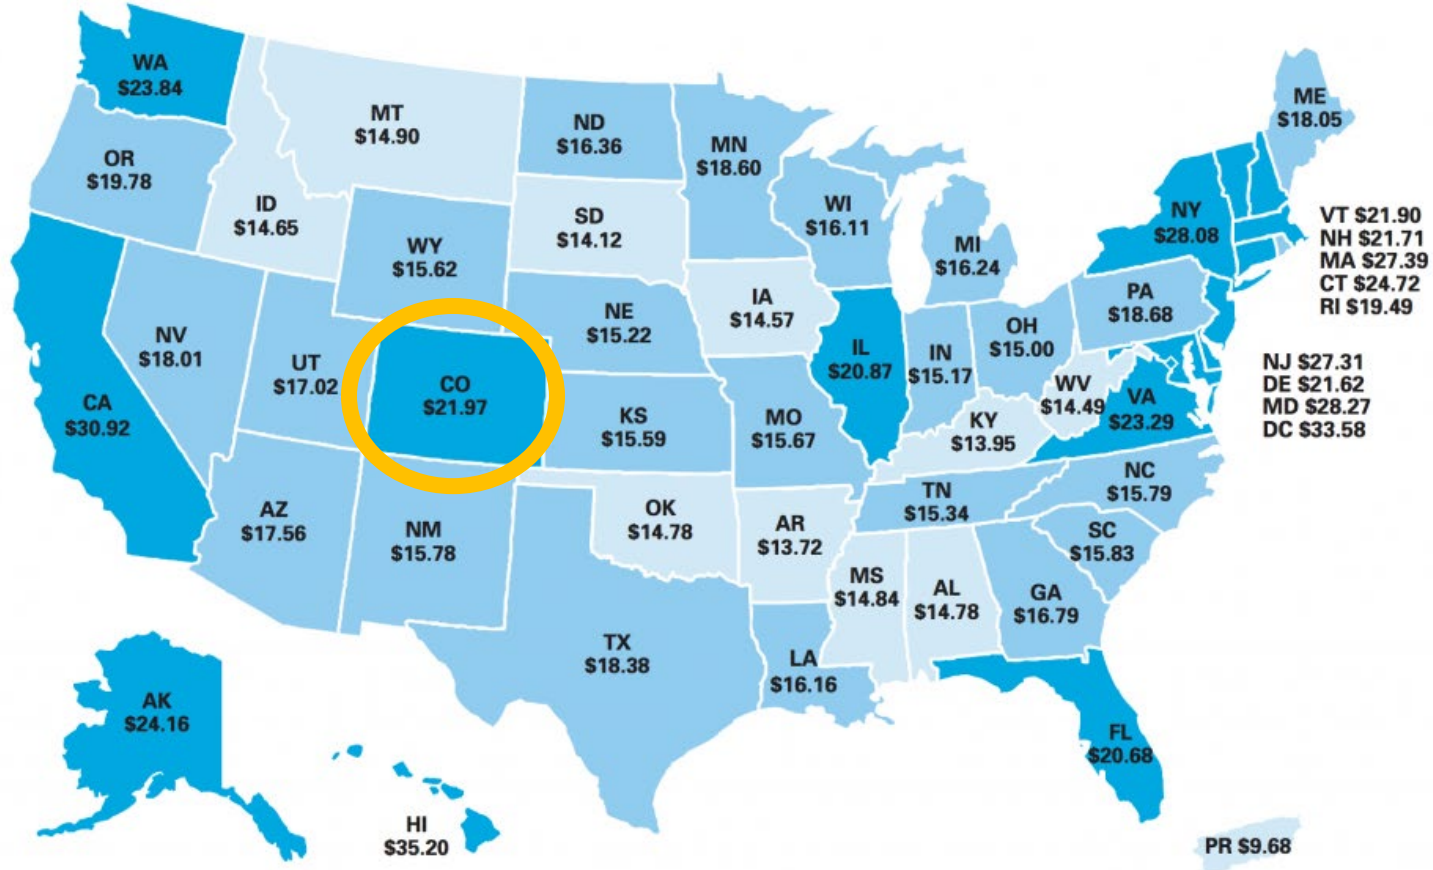 WA
$23.84
MT
$14.90
ND
$16.36
MN
$18.60
ME
$18.05
OR
$19.78
ID
$14.65
SD
$14.12
WI
$16.11
MI
$16.24
NY
$28.08
VT $21.90
NH $21.71
MA $27.39
CT $24.72
RI $19.49
WY
$15.62
IA
$14.57
NE
$15.22
PA
$18.68
NV
$18.01
UT
$17.02
CO
$21.97
IL
$20.87
IN
$15.17
OH
$15.00
WV
$14.49
VA
$23.29
NJ $27.31
DE $21.62
MD $28.27
DC $33.58
CA
$30.92
KS
$15.59
MO
$15.67
KY
$13.95
AZ
$17.56
NM
$15.78
OK
$14.78
AR
$13.72
TN
$15.34
NC
$15.79
SC
$15.83
MS
$14.84
AL
$14.78
GA
$16.79
TX
$18.38
LA
$16.16
AK
$24.16
FL
$20.68
HI
$35.20
PR $9.68